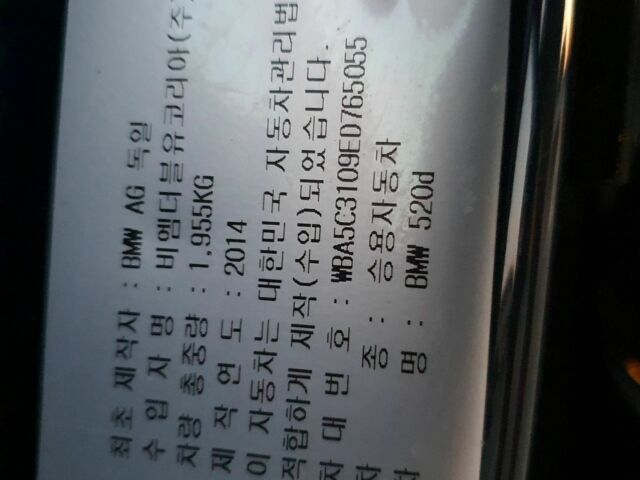 최초 제작자 : BMW AG 독일
수 입 자 명 : 비엠더블유코리아(주)
차량 총중량 : 1,955KG
제 작 연 도 : 2014
이 자동차는 대한민국 자동차관리법
적합하게 제작(수입)되었습니다.
차 대 번 호 : WBA5C3109ED765055
차 종 : 승용자동차
차 명 : BMW 520d